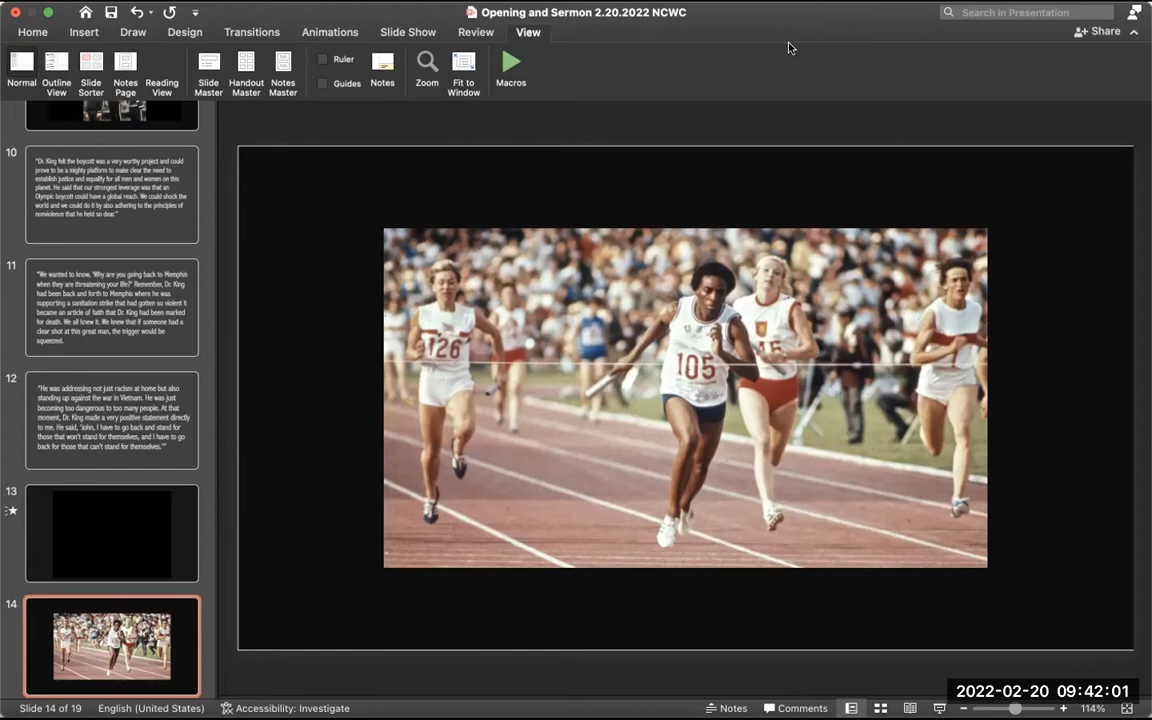 Opening and Sermon 2.20.2022 NCWC
Search in Presentation
Home Insert Draw Design Transitions Animations Slide Show Review View
Share
Normal
Outline View
Slide Sorter
Notes Page
Reading View
Slide Master
Handout Master
Notes Master
Ruler
Guides
Notes
Zoom
Fit to Window
Macros
10
"Dr. King felt the boycott was a very worthy project and could
prove to be a mighty platform to make clear the need to
establish justice and equality for all men and women on this
planet. He said that our strongest leverage was that an
Olympic boycott could have a global reach. We could shock the
world and we could do it by also adhering to the principles of
nonviolence that he held so dear."
11
"We wanted to know, 'Why are you going back to Memphis
when they are threatening your life?' Remember, Dr. King
had been back and forth to Memphis where he was
supporting a sanitation strike that had gotten so violent it
became an article of faith that Dr. King had been marked
for death. We all knew it. We knew that if someone had a
clear shot at this great man, the trigger would be
squeezed.
12
"He was addressing not just racism at home but also
standing up against the war in Vietnam. He was just
becoming too dangerous to too many people. At that
moment, Dr. King made a very positive statement directly
to me. He said, 'John, I have to go back and stand for
those that won't stand for themselves, and I have to go
back for those that can't stand for themselves.'"
13
14
126
105
Slide 14 of 19
English (United States)
Accessibility: Investigate
Notes
Comments
114%
2022-02-20 09:42:01